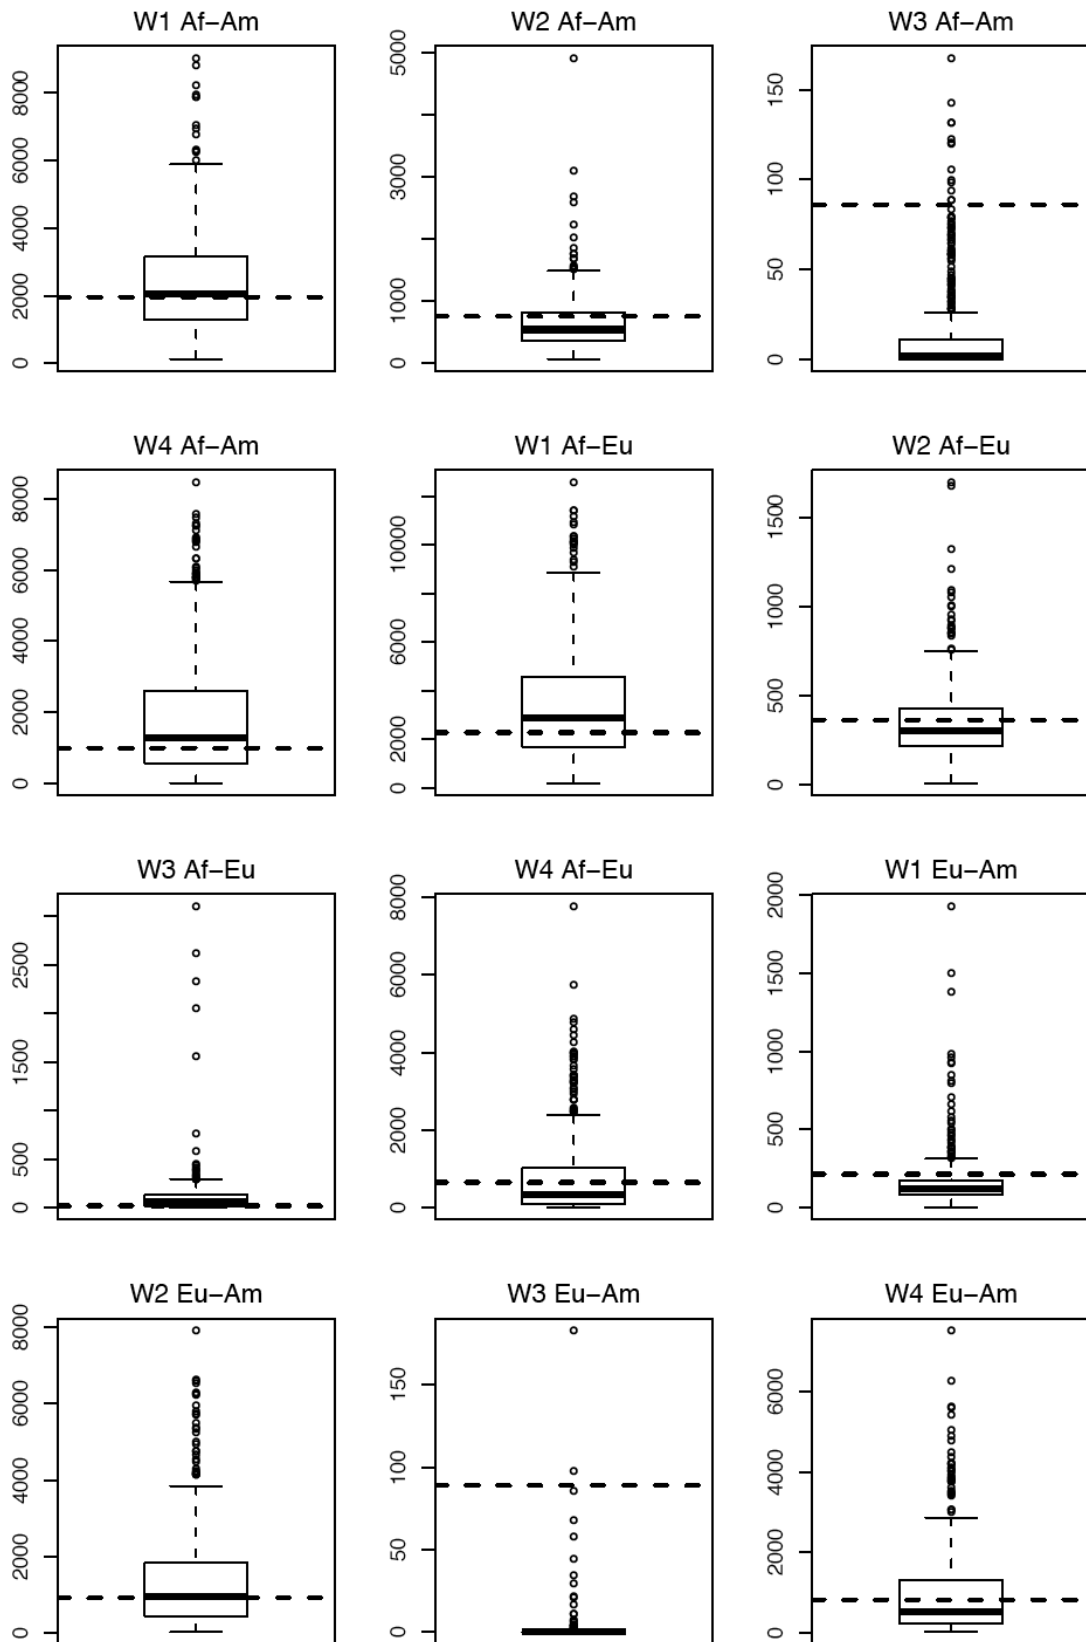 W1 Af–Am
W2 Af–Am
W3 Af–Am
0 2000 4000 6000 8000
0 1000 3000 5000
0 50 100 150
W4 Af–Am
W1 Af–Eu
W2 Af–Eu
0 2000 4000 6000 8000
0 2000 6000 10000
0 500 1000 1500
W3 Af–Eu
W4 Af–Eu
W1 Eu–Am
0 500 1500 2500
0 2000 4000 6000 8000
0 500 1000 1500 2000
W2 Eu–Am
W3 Eu–Am
W4 Eu–Am
0 2000 4000 6000 8000
0 50 100 150
0 2000 4000 6000